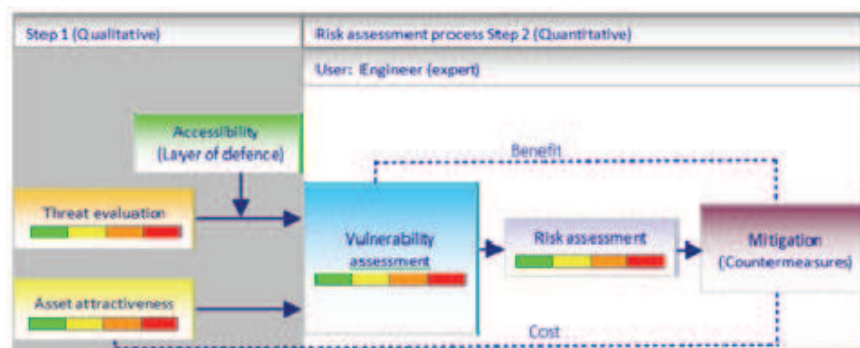 Step 1 (Qualitative)
Risk assessment process Step 2 (Quantitative)
User: Engineer (expert)
Accessibility
(Layer of defence)
Benefit
Threat evaluation
Vulnerability
assessment
Risk assessment
Mitigation
(Countermeasures)
Asset attractiveness
Cost